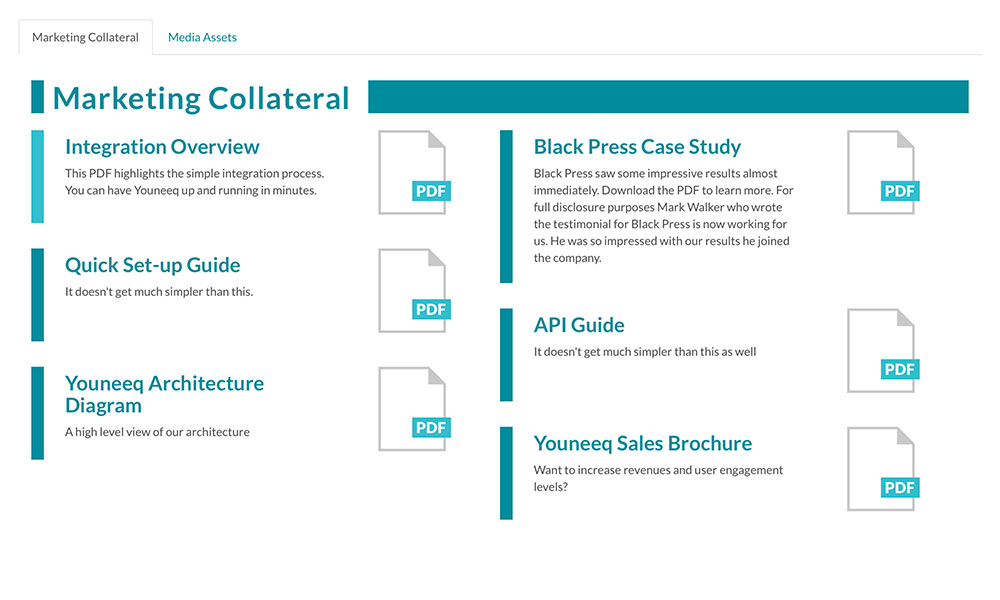 Marketing Collateral
Media Assets
Marketing Collateral
Integration Overview
This PDF highlights the simple integration process.
You can have Youneeq up and running in minutes.
PDF
Quick Set-up Guide
It doesn't get much simpler than this.
PDF
Youneeq Architecture
Diagram
A high level view of our architecture
PDF
Black Press Case Study
Black Press saw some impressive results almost
immediately. Download the PDF to learn more. For
full disclosure purposes Mark Walker who wrote
the testimonial for Black Press is now working for
us. He was so impressed with our results he joined
the company.
PDF
API Guide
It doesn't get much simpler than this as well
PDF
Youneeq Sales Brochure
Want to increase revenues and user engagement
levels?
PDF